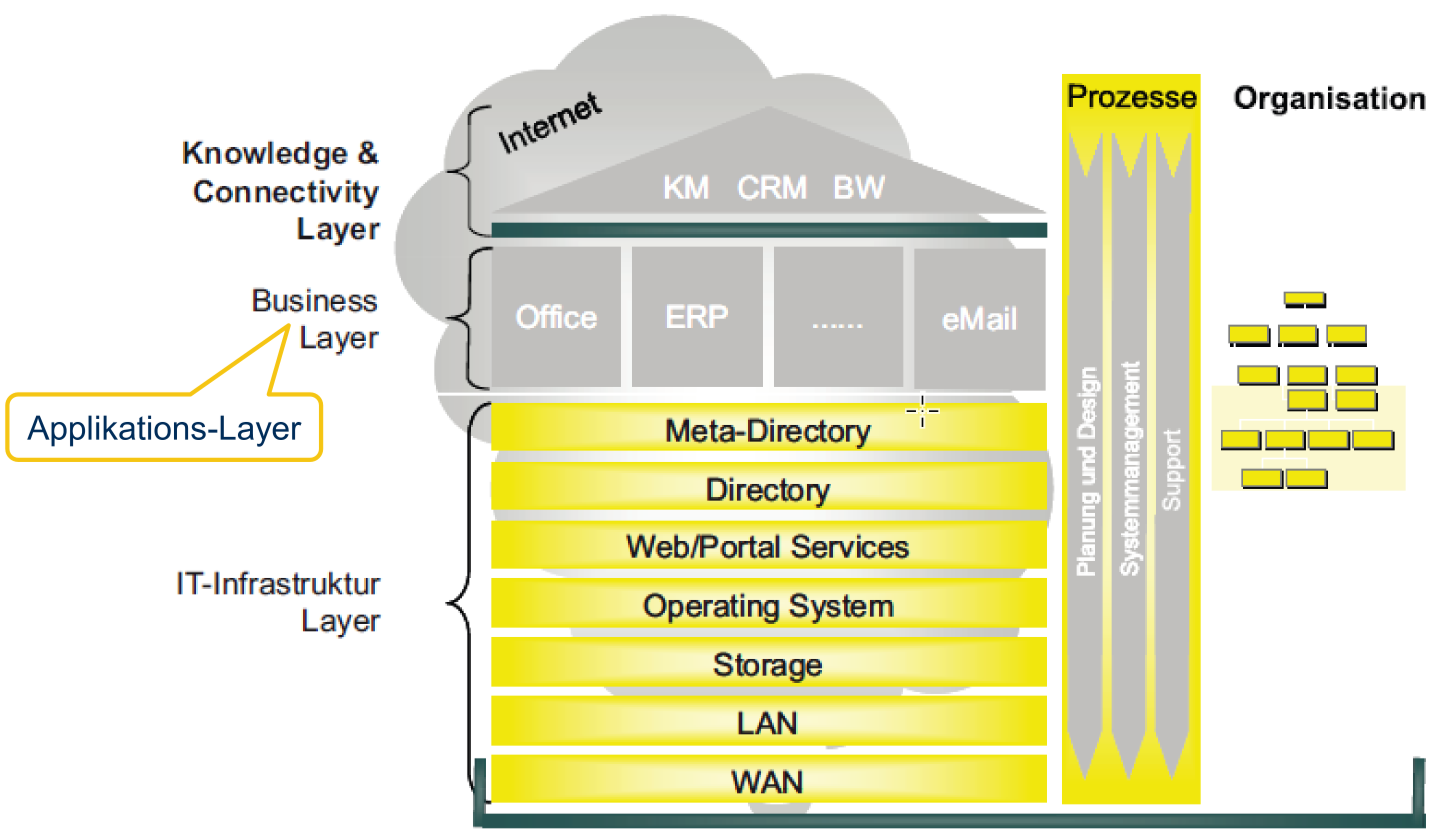 Internet
Prozesse
Organisation
Knowledge &
Connectivity
Layer
KM CRM BW
Business
Layer
Office
ERP
......
eMail
Applikations-Layer
Meta-Directory
Directory
Web/Portal Services
IT-Infrastruktur
Layer
Operating System
Storage
LAN
WAN
Planung und Design
Systemmanagement
Support